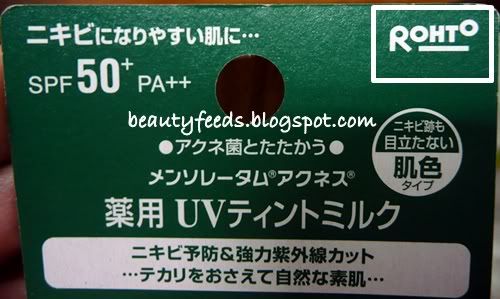 ニキビになりやすい肌に…
ROHTO
SPF50+ PA++
beautyfeeds.blogspot.com
ニキビ跡も
目立たない
肌色
タイプ
●アクネ菌とたたかう●
メンソレータム®アクネス®
薬用 UVティントミルク
ニキビ予防&強力紫外線カット
…テカリをおさえて自然な素肌…